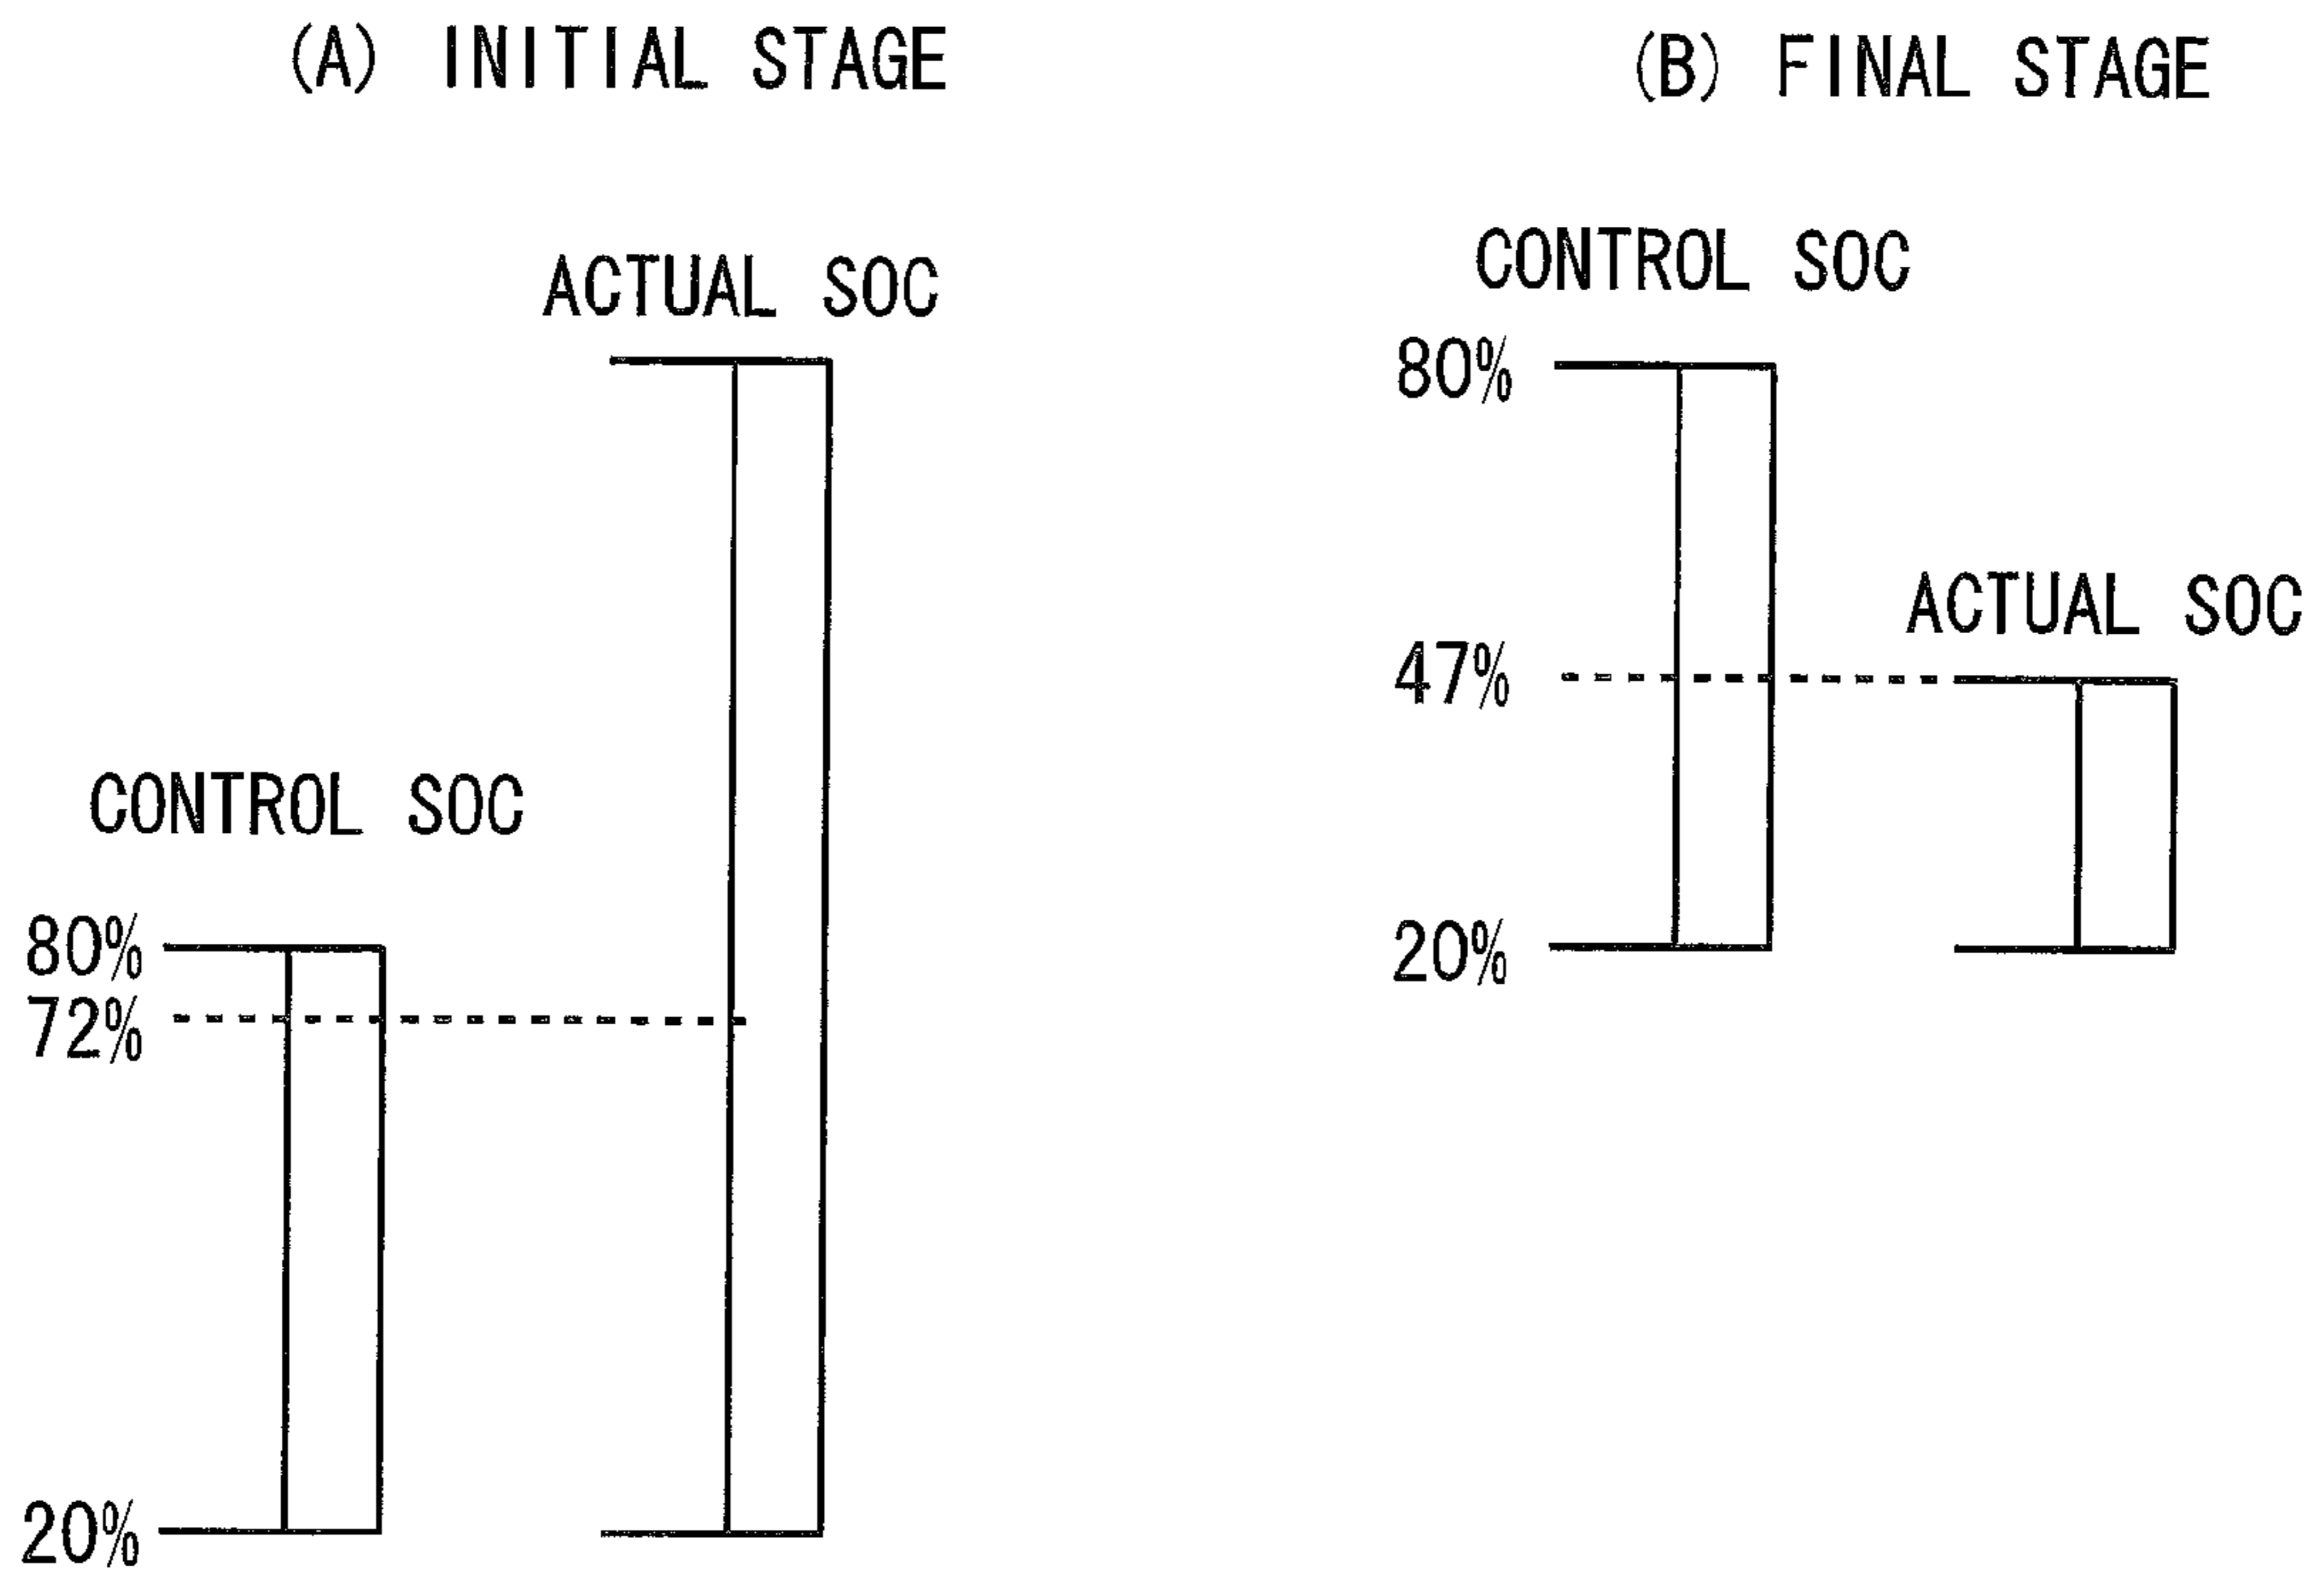 (A) INITIAL STAGE
ACTUAL SOC
CONTROL SOC
80%
72%
20%
(B) FINAL STAGE
CONTROL SOC
80%
47%
ACTUAL SOC
20%